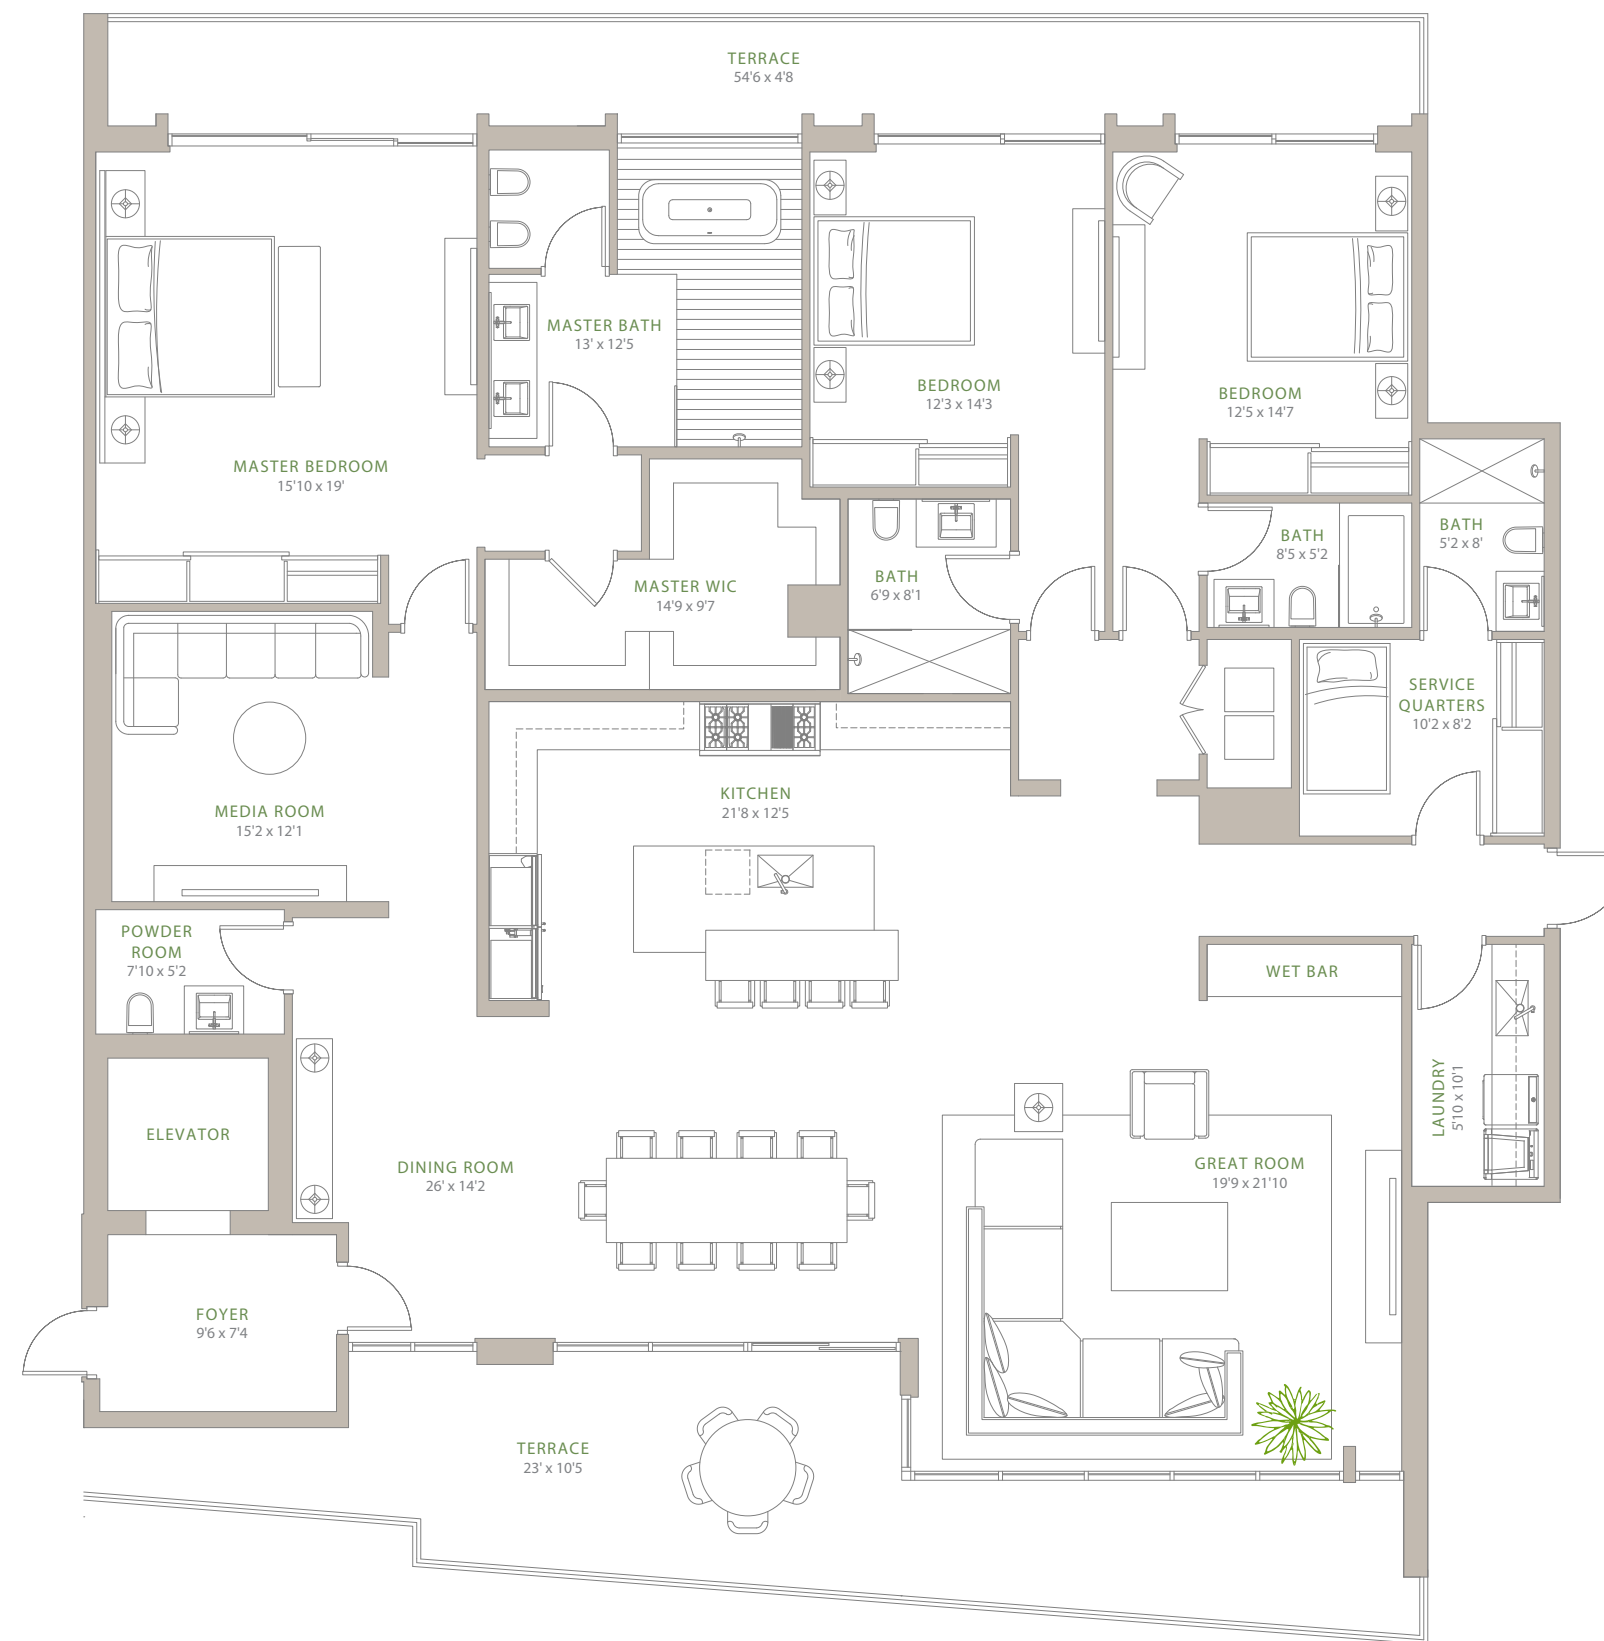 TERRACE
54'6 x 4'8
MASTER BATH
13' x 12'5
BEDROOM
12'3 x 14'3
BEDROOM
12'5 x 14'7
MASTER BEDROOM
15'10 x 19'
BATH
5'2 x 8'
BATH
8'5 x 5'2
BATH
6'9 x 8'1
MASTER WIC
14'9 x 9'7
SERVICE
QUARTERS
10'2 x 8'2
KITCHEN
21'8 x 12'5
MEDIA ROOM
15'2 x 12'1
POWDER
ROOM
7'10 x 5'2
WET BAR
LAUNDRY
5'10 x 10'1
ELEVATOR
DINING ROOM
26' x 14'2
GREAT ROOM
19'9 x 21'10
FOYER
9'6 x 7'4
TERRACE
23' x 10'5